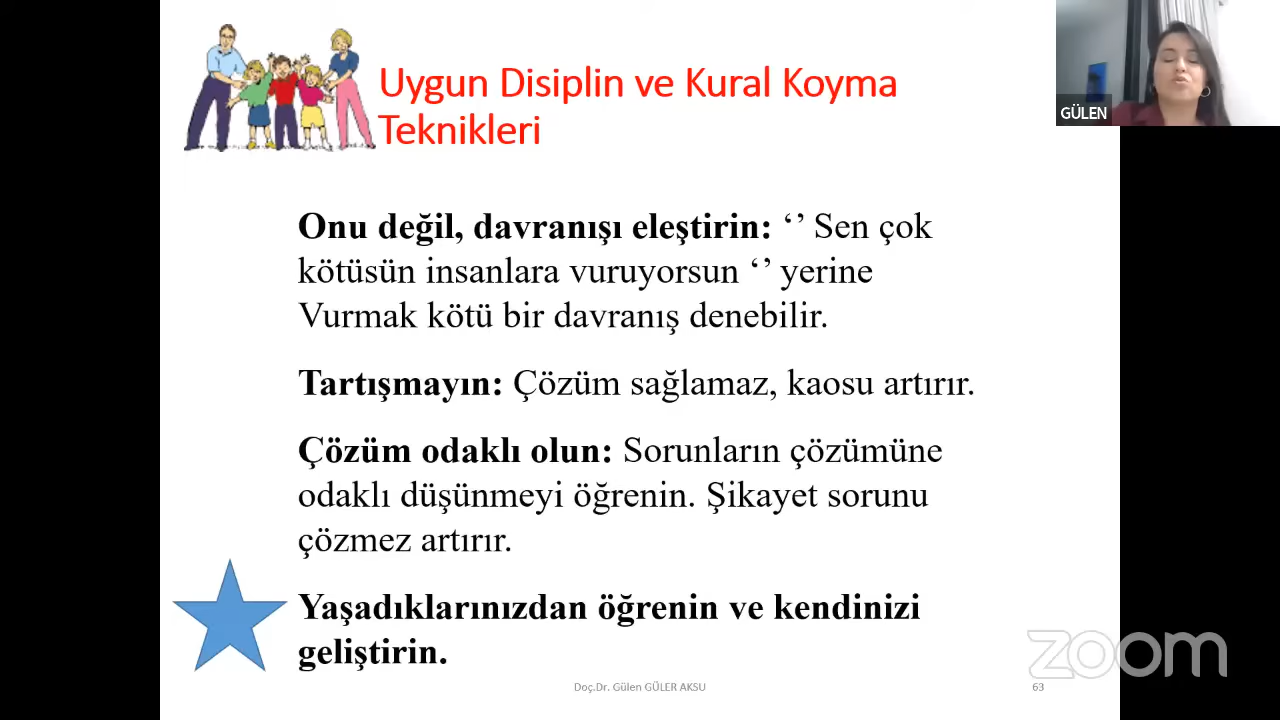 Uygun Disiplin ve Kural Koyma
Teknikleri
GÜLEN
Onu değil, davranışı eleştirin: ‘’ Sen çok
kötüsün insanlara vuruyorsun ‘’ yerine
Vurmak kötü bir davranış denebilir.
Tartışmayın: Çözüm sağlamaz, kaosu artırır.
Çözüm odaklı olun: Sorunların çözümüne
odaklı düşünmeyi öğrenin. Şikayet sorunu
çözmez artırır.
Yaşadıklarınızdan öğrenin ve kendinizi
geliştirin.
zoom
Doç.Dr. Gülen GÜLER AKSU
63